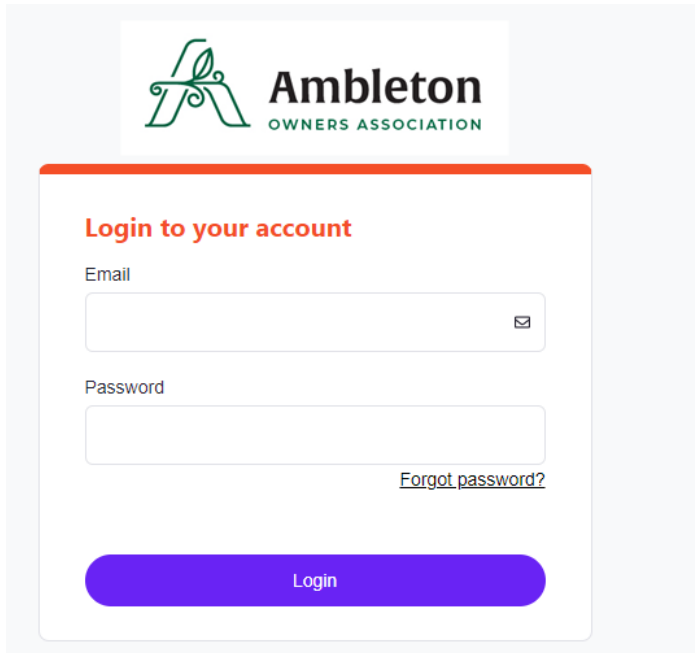 Ambleton
OWNERS ASSOCIATION
Login to your account
Email
Password
Forgot password?
Login